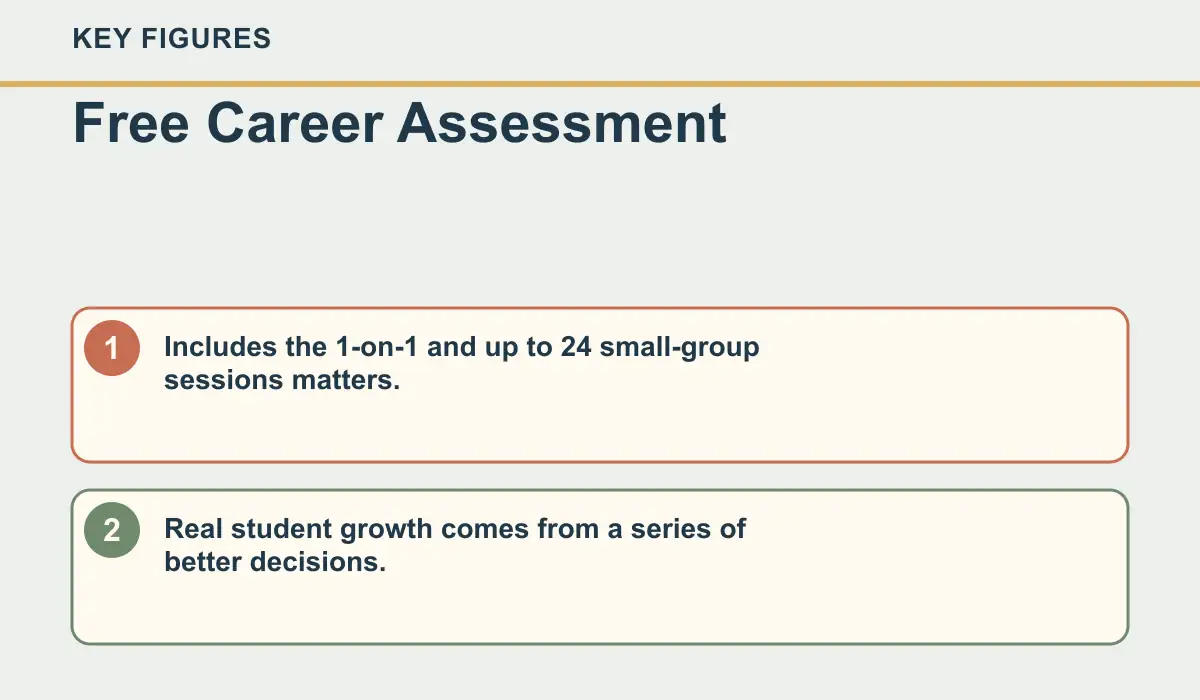 KEY FIGURES
Free Career Assessment
1
Includes the 1-on-1 and up to 24 small-group
sessions matters.
2
Real student growth comes from a series of
better decisions.